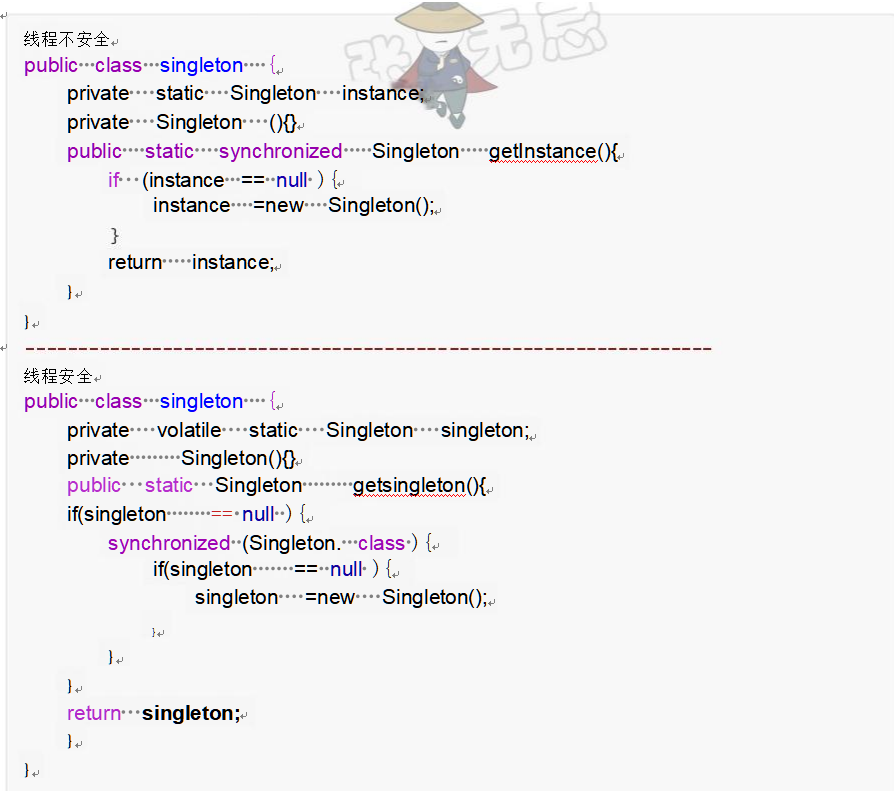 张无忌
线程不安全
public class singleton {
private static Singleton instance;
private Singleton (){}
public static synchronized Singleton getInstance(){
if (instance == null ) {
instance =new Singleton();
}
return instance;
}
}
--------------------------------------------------------------
线程安全
public class singleton {
private volatile static Singleton singleton;
private Singleton(){}
public static Singleton getsingleton(){
if(singleton == null ) {
synchronized (Singleton. class ) {
if(singleton == null ) {
singleton =new Singleton();
}
}
}
return singleton;
}
}